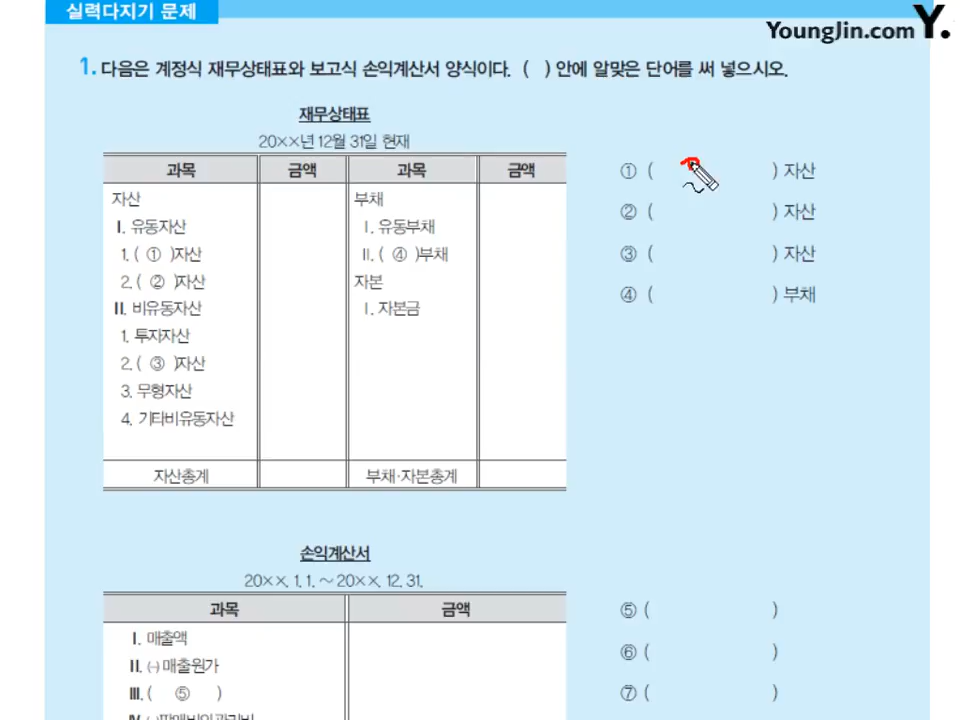 실력다지기 문제
YoungJin.com Y.
1. 다음은 계정식 재무상태표와 보고식 손익계산서 양식이다. ( ) 안에 알맞은 단어를 써 넣으시오.
재무상태표
20××년 12월 31일 현재
과목 금액 과목 금액
자산 부채
Ⅰ. 유동자산 Ⅰ. 유동부채
1. ( ① )자산 Ⅱ. ( ④ )부채
2. ( ② )자산 자본
Ⅱ. 비유동자산 Ⅰ. 자본금
1. 투자자산
2. ( ③ )자산
3. 무형자산
4. 기타비유동자산
자산총계 부채·자본총계
① ( ) 자산
② ( ) 자산
③ ( ) 자산
④ ( ) 부채
손익계산서
20××. 1. 1. ~ 20××. 12. 31.
과목 금액
Ⅰ. 매출액
Ⅱ. (-) 매출원가
Ⅲ. ( ⑤ )
Ⅳ. (-)판매비와관리비
⑤ ( )
⑥ ( )
⑦ ( )